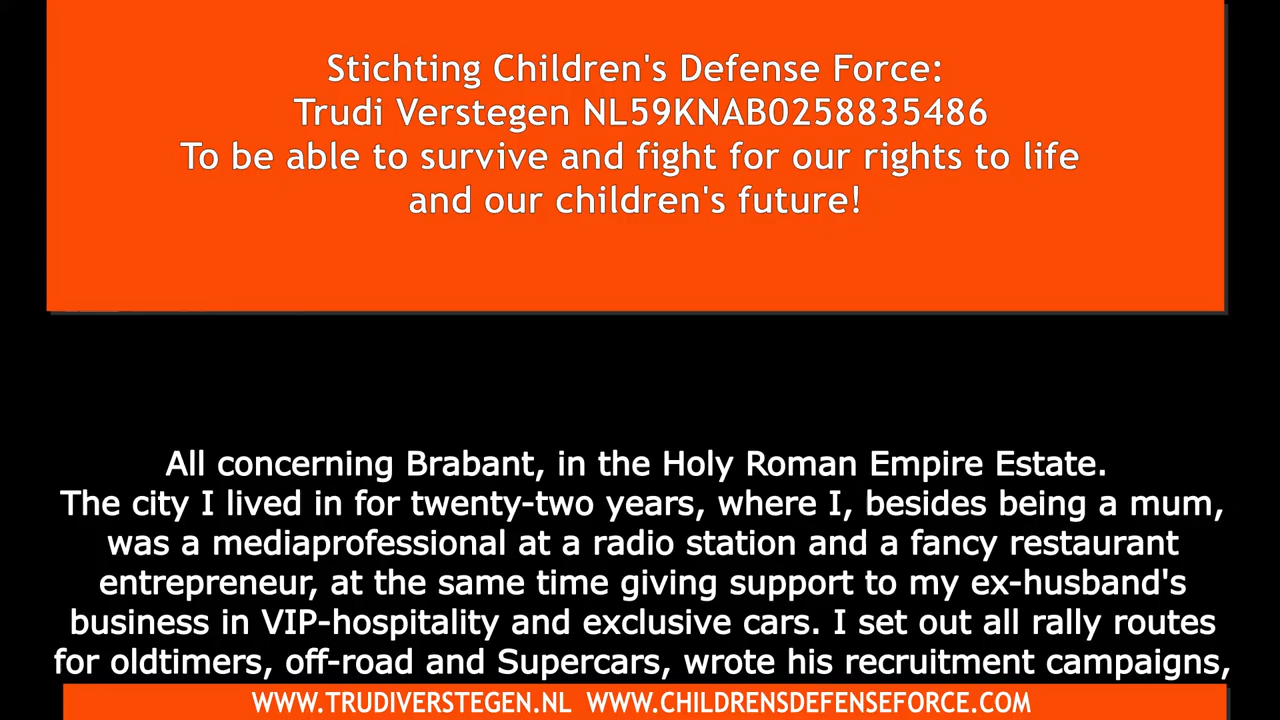 Stichting Children's Defense Force:
Trudi Verstegen NL59KNAB0258835486
To be able to survive and fight for our rights to life
and our children's future!
All concerning Brabant, in the Holy Roman Empire Estate.
The city I lived in for twenty-two years, where I, besides being a mum,
was a mediaprofessional at a radio station and a fancy restaurant
entrepreneur, at the same time giving support to my ex-husband's
business in VIP-hospitality and exclusive cars. I set out all rally routes
for oldtimers, off-road and Supercars, wrote his recruitment campaigns,
WWW.TRUDIVERSTEGEN.NL WWW.CHILDRENSDEFENSEFORCE.COM